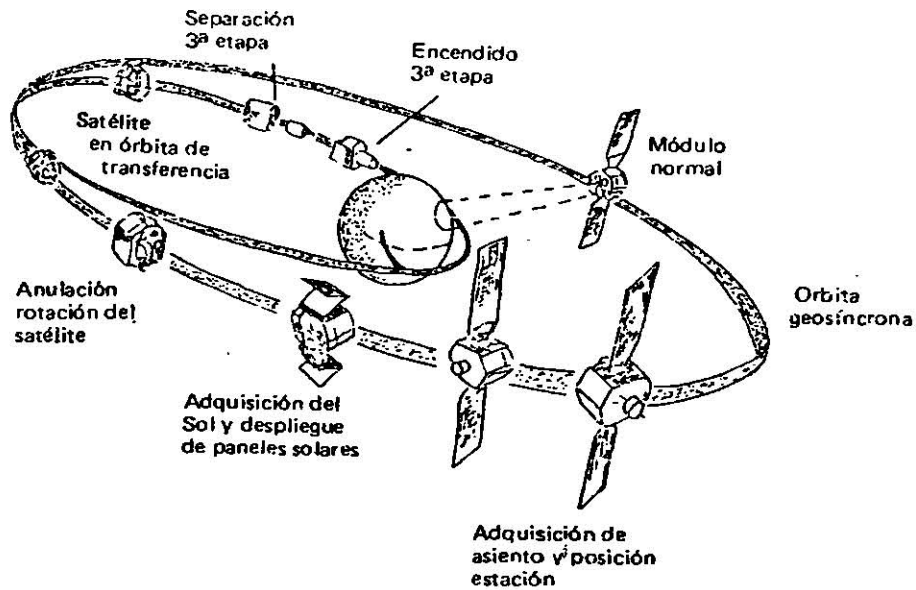 Separación
3ª etapa
Encendido
3ª etapa
Satélite
en órbita de
transferencia
Módulo
normal
Anulación
rotación del
satélite
Orbita
geosíncrona
Adquisición del
Sol y despliegue
de paneles solares
Adquisición de
asiento y posición
estación